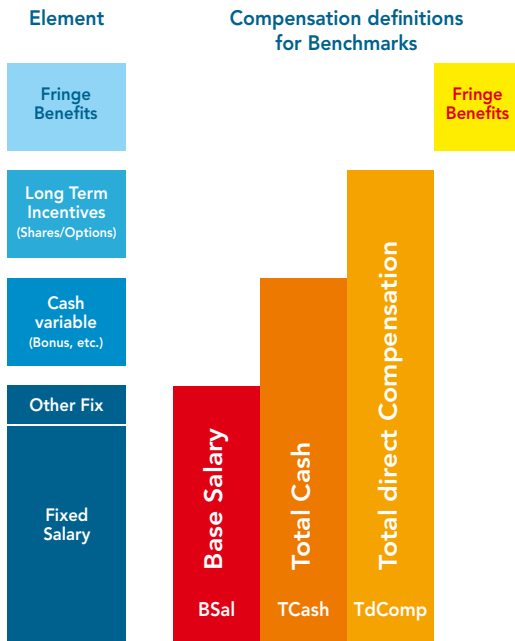 Element
Compensation definitions
for Benchmarks
Fringe
Benefits
Fringe
Benefits
Long Term
Incentives
(Shares/Options)
Cash
variable
(Bonus, etc.)
Other Fix
Fixed
Salary
Base Salary
Total Cash
Total direct Compensation
BSal
TCash
TdComp